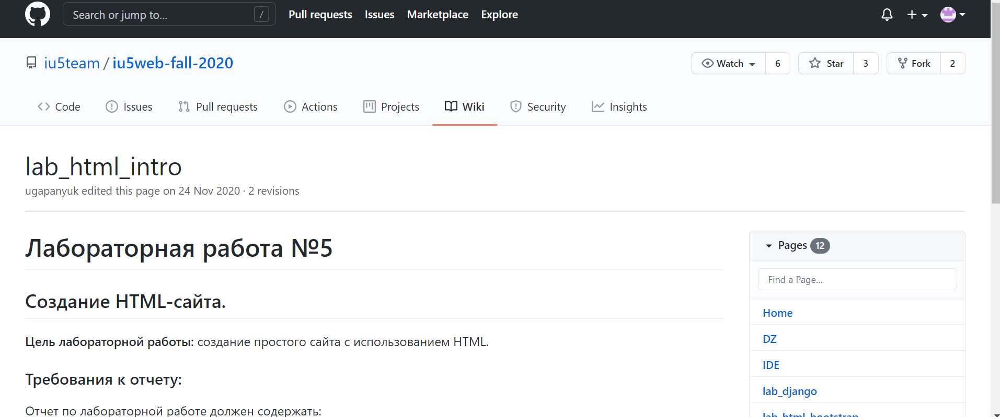 Search or jump to...
/
Pull requests
Issues
Marketplace
Explore
iu5team / iu5web-fall-2020
Watch 6
Star 3
Fork 2
Code
Issues
Pull requests
Actions
Projects
Wiki
Security
Insights
lab_html_intro
ugapanyuk edited this page on 24 Nov 2020 · 2 revisions
Лабораторная работа №5
Создание HTML-сайта.
Цель лабораторной работы: создание простого сайта с использованием HTML.
Требования к отчету:
Отчет по лабораторной работе должен содержать:
Pages 12
Find a Page...
Home
DZ
IDE
lab_django
lab_html_bootstrap